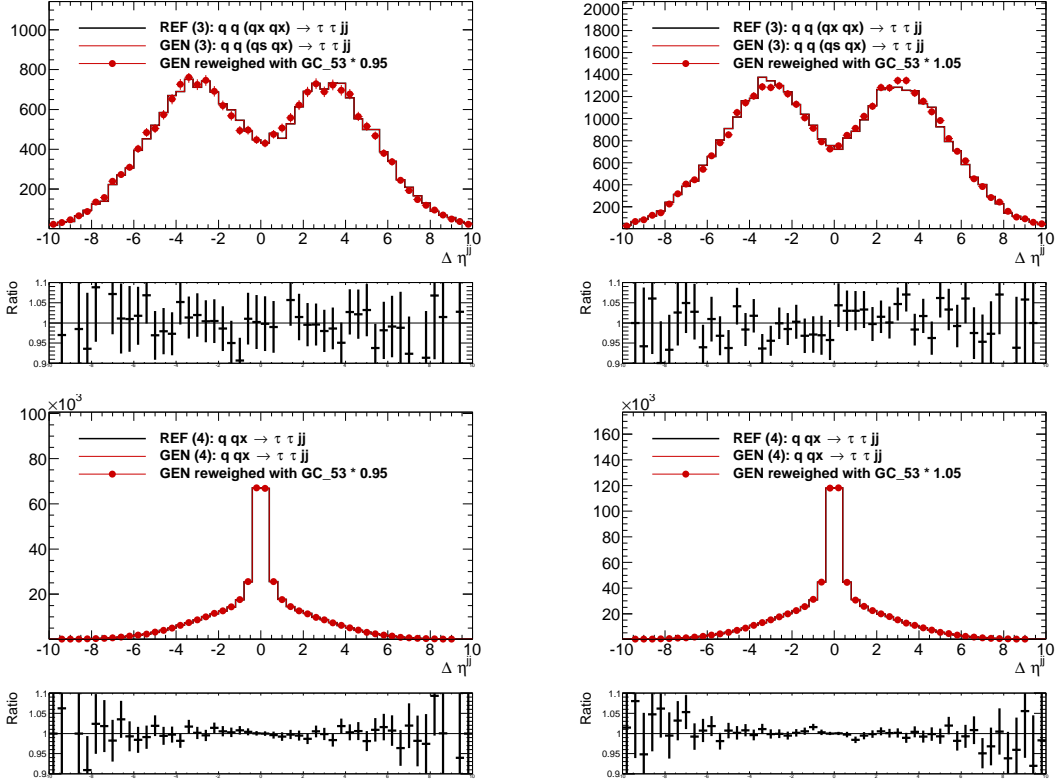 1000
800
600
400
200
REF (3): q q (qx qx) → τ τ jj
GEN (3): q q (qs qx) → τ τ jj
GEN reweighed with GC_53 * 0.95
-10 -8 -6 -4 -2 0 2 4 6 8 10
Δ η^jj
Ratio
1.1
1.05
1
0.95
0.9
2000
1800
1600
1400
1200
1000
800
600
400
200
REF (3): q q (qx qx) → τ τ jj
GEN (3): q q (qs qx) → τ τ jj
GEN reweighed with GC_53 * 1.05
-10 -8 -6 -4 -2 0 2 4 6 8 10
Δ η^jj
Ratio
1.1
1.05
1
0.95
0.9
×10^3
100
80
60
40
20
0
REF (4): q qx → τ τ jj
GEN (4): q qx → τ τ jj
GEN reweighed with GC_53 * 0.95
-10 -8 -6 -4 -2 0 2 4 6 8 10
Δ η^jj
Ratio
1.1
1.05
1
0.95
0.9
×10^3
160
140
120
100
80
60
40
20
0
REF (4): q qx → τ τ jj
GEN (4): q qx → τ τ jj
GEN reweighed with GC_53 * 1.05
-10 -8 -6 -4 -2 0 2 4 6 8 10
Δ η^jj
Ratio
1.1
1.05
1
0.95
0.9